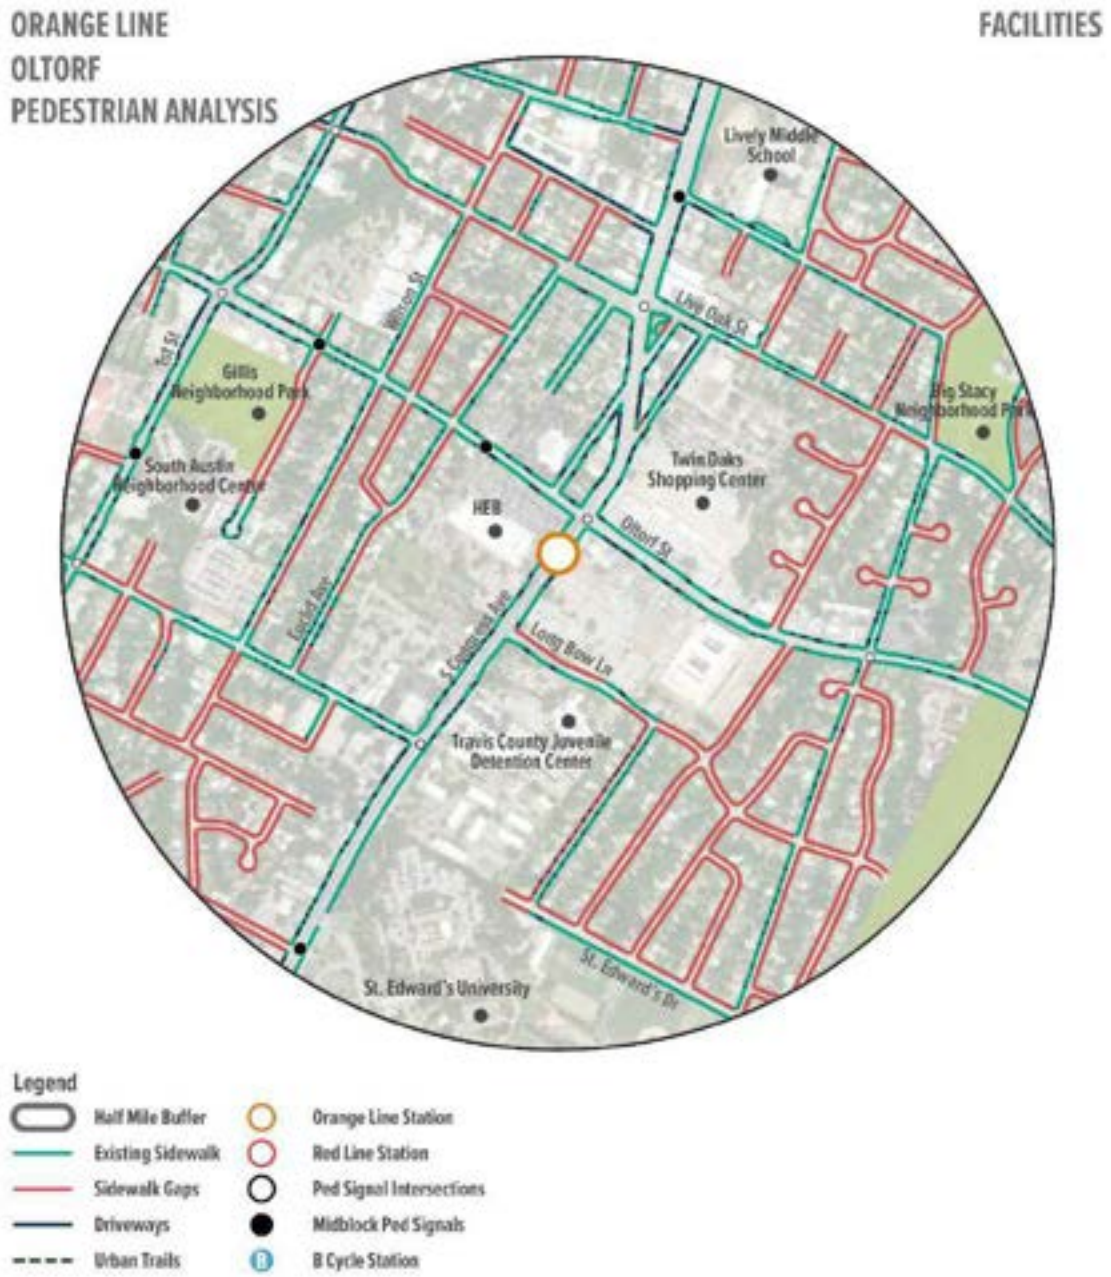 ORANGE LINE
OLTORF
PEDESTRIAN ANALYSIS
FACILITIES
Lively Middle
School
Live Oak St
Wilson St
1st St
Gillis
Neighborhood Park
Big Stacy
Neighborhood Park
South Austin
Neighborhood Center
Twin Oaks
Shopping Center
HEB
Oltorf St
Euclid Ave
S Congress Ave
Long Bow Ln
Travis County Juvenile
Detention Center
St. Edward's Dr
St. Edward's University
Legend
Half Mile Buffer
Orange Line Station
Existing Sidewalk
Red Line Station
Sidewalk Gaps
Ped Signal Intersections
Driveways
Midblock Ped Signals
Urban Trails
B
B Cycle Station